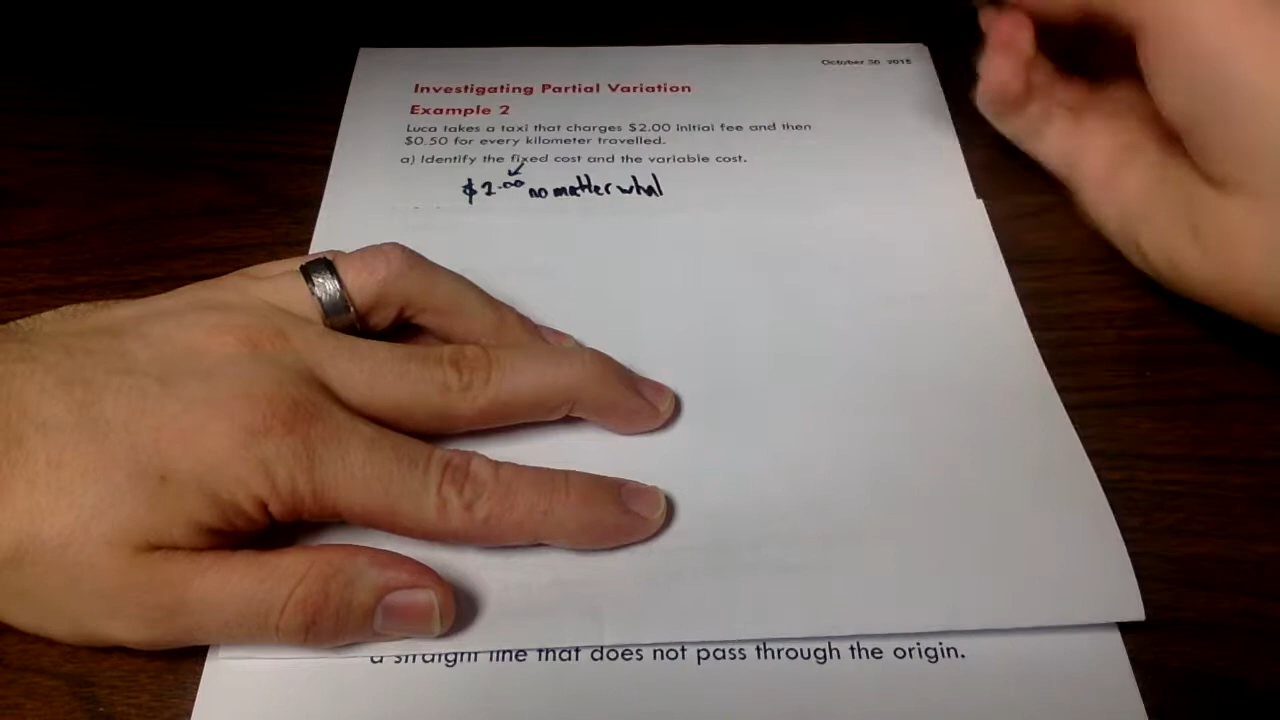 October 30 2015
Investigating Partial Variation
Example 2
Luca takes a taxi that charges $2.00 initial fee and then
$0.50 for every kilometer travelled.
a) Identify the fixed cost and the variable cost.
$2.00 no matter what
a straight line that does not pass through the origin.